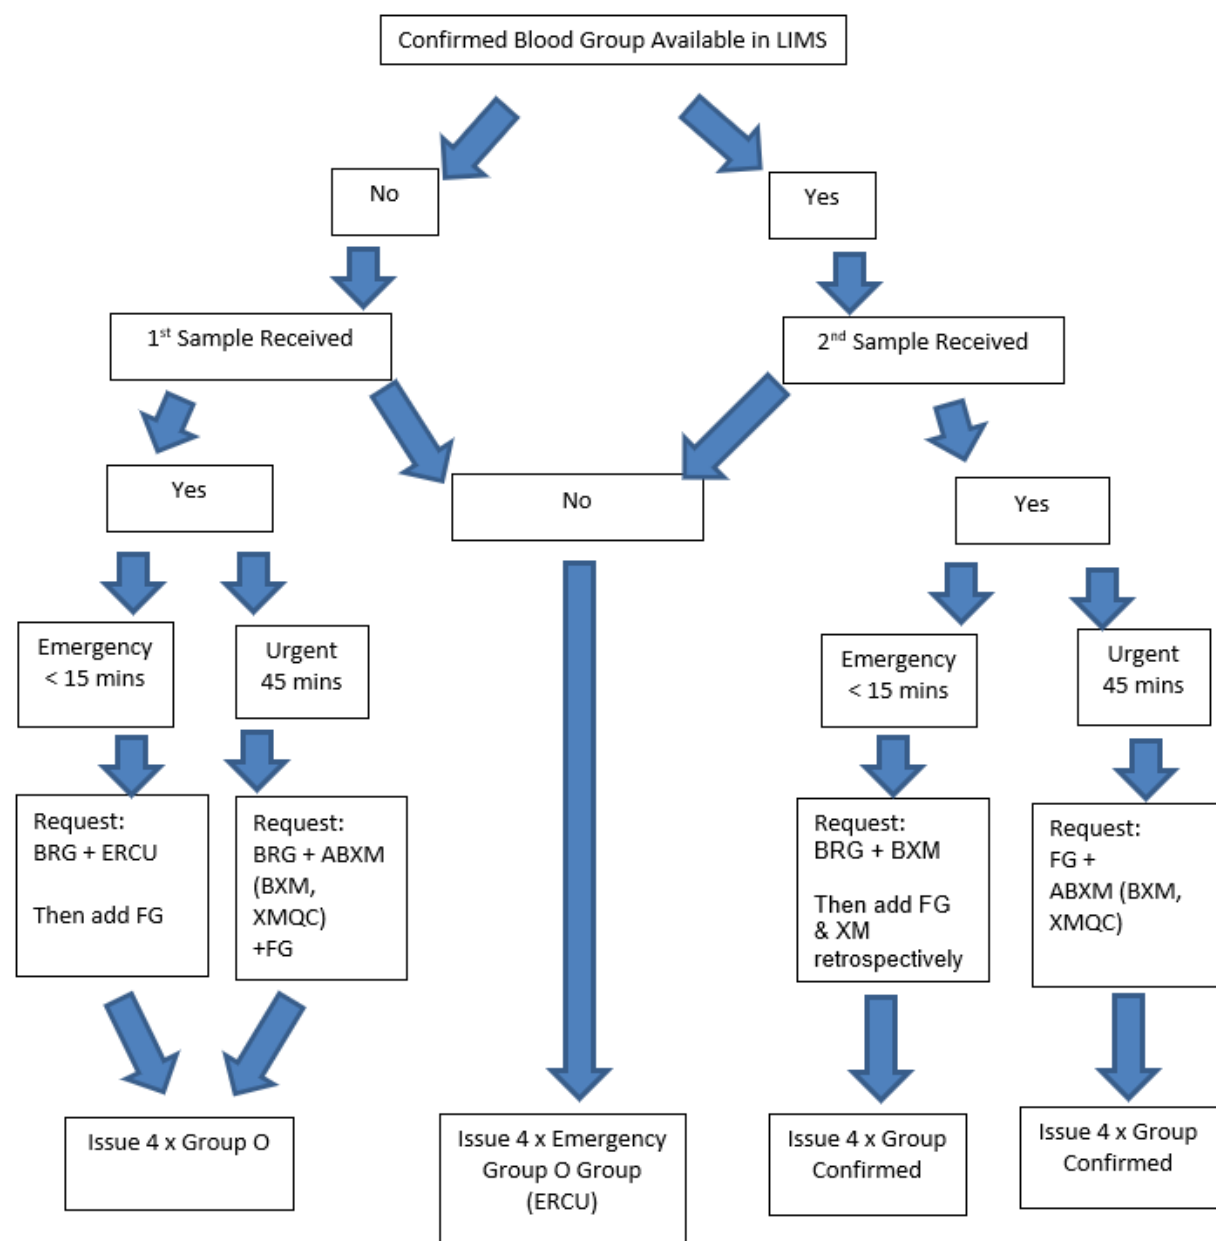 Confirmed Blood Group Available in LIMS
No
Yes
1st Sample Received
2nd Sample Received
Yes
No
Yes
Emergency
< 15 mins
Urgent
45 mins
Emergency
< 15 mins
Urgent
45 mins
Request:
BRG + ERCU
Then add FG
Request:
BRG + ABXM
(BXM,
XMQC)
+FG
Request:
BRG + BXM
Then add FG
& XM
retrospectively
Request:
FG +
ABXM (BXM,
XMQC)
Issue 4 x Group O
Issue 4 x Emergency
Group O Group
(ERCU)
Issue 4 x Group
Confirmed
Issue 4 x Group
Confirmed